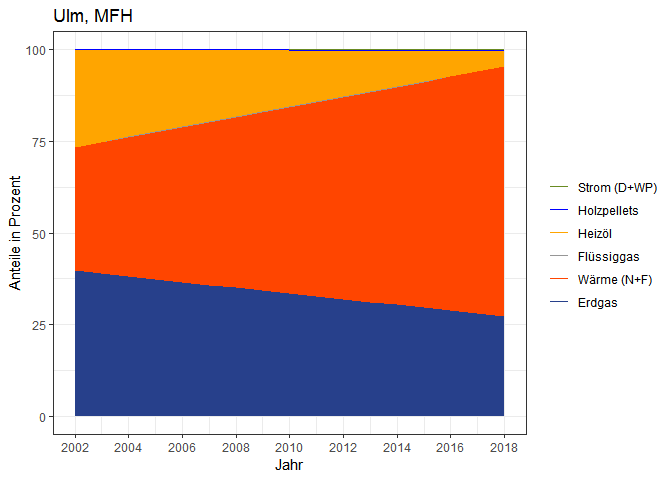 Ulm, MFH
100
75
50
25
0
Anteile in Prozent
2002 2004 2006 2008 2010 2012 2014 2016 2018
Jahr
Strom (D+WP)
Holzpellets
Heizöl
Flüssiggas
Wärme (N+F)
Erdgas